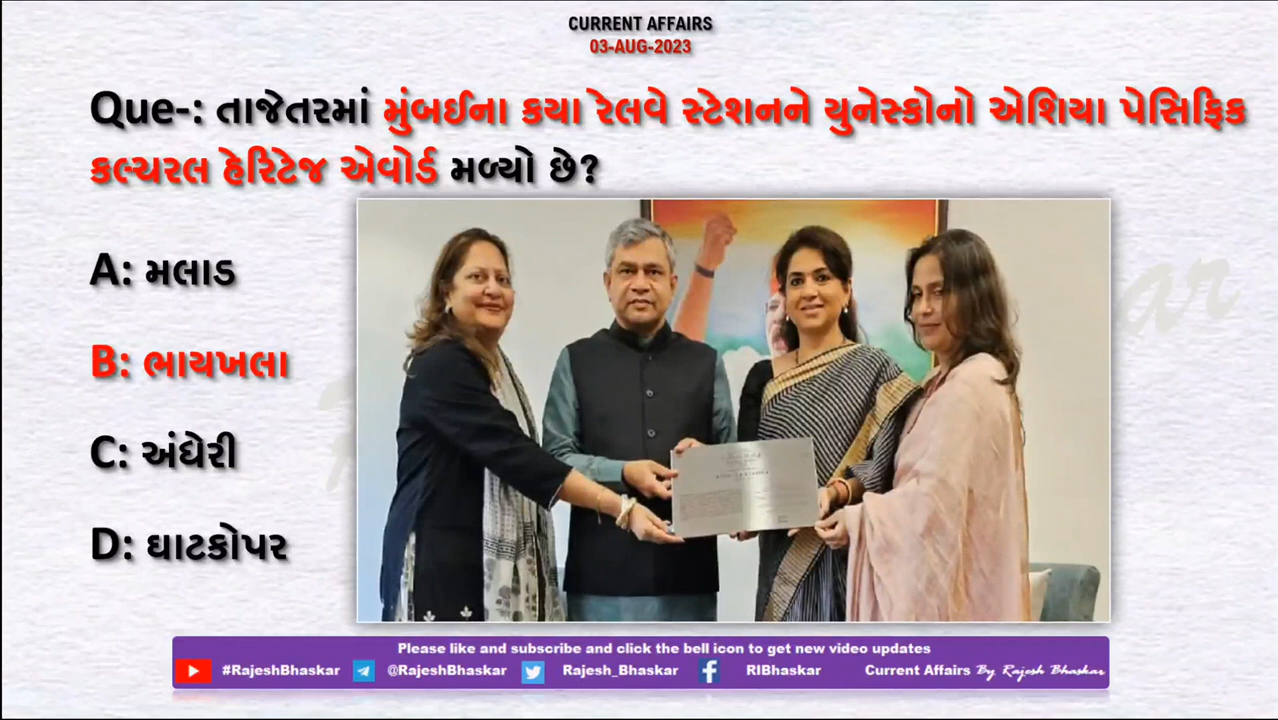 CURRENT AFFAIRS
03-AUG-2023
Que-: તાજેતરમાં મુંબઈના કયા રેલવે સ્ટેશનને યુનેસ્કોનો એશિયા પેસિફિક
કલ્ચરલ હેરિટેજ એવોર્ડ મળ્યો છે?
A: મલાડ
B: ભાયખલા
C: અંધેરી
D: ઘાટકોપર
Please like and subscribe and click the bell icon to get new video updates
#RajeshBhaskar @RajeshBhaskar Rajesh_Bhaskar RIBhaskar Current Affairs By Rajesh Bhaskar